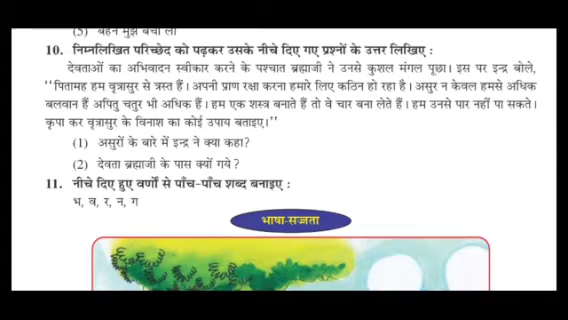 (5) बहन मुझे बचा लो
10. निम्नलिखित परिच्छेद को पढ़कर उसके नीचे दिए गए प्रश्नों के उत्तर लिखिए :
देवताओं का अभिवादन स्वीकार करने के पश्चात ब्रह्माजी ने उनसे कुशल मंगल पूछा। इस पर इन्द्र बोले,
‘‘पितामह हम वृत्रासुर से त्रस्त हैं। अपनी प्राण रक्षा करना हमारे लिए कठिन हो रहा है। असुर न केवल हमसे अधिक
बलवान हैं अपितु चतुर भी अधिक हैं। हम एक शस्त्र बनाते हैं तो वे चार बना लेते हैं। हम उनसे पार नहीं पा सकते।
कृपा कर वृत्रासुर के विनाश का कोई उपाय बताइए।’’
(1) असुरों के बारे में इन्द्र ने क्या कहा?
(2) देवता ब्रह्माजी के पास क्यों गये?
11. नीचे दिए हुए वर्णों से पाँच-पाँच शब्द बनाइए :
भ, व, र, न, ग
भाषा-सज्जता